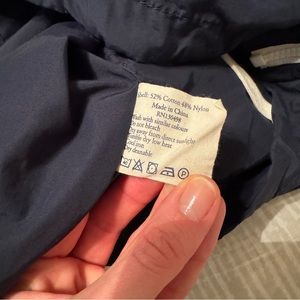 Shell: 52% Cotton 48% Nylon
Made in China
RN130498
Wash with similar colours
Do not bleach
Dry away from direct sunlight
Tumble dry low heat
Cool iron
Dry cleanable